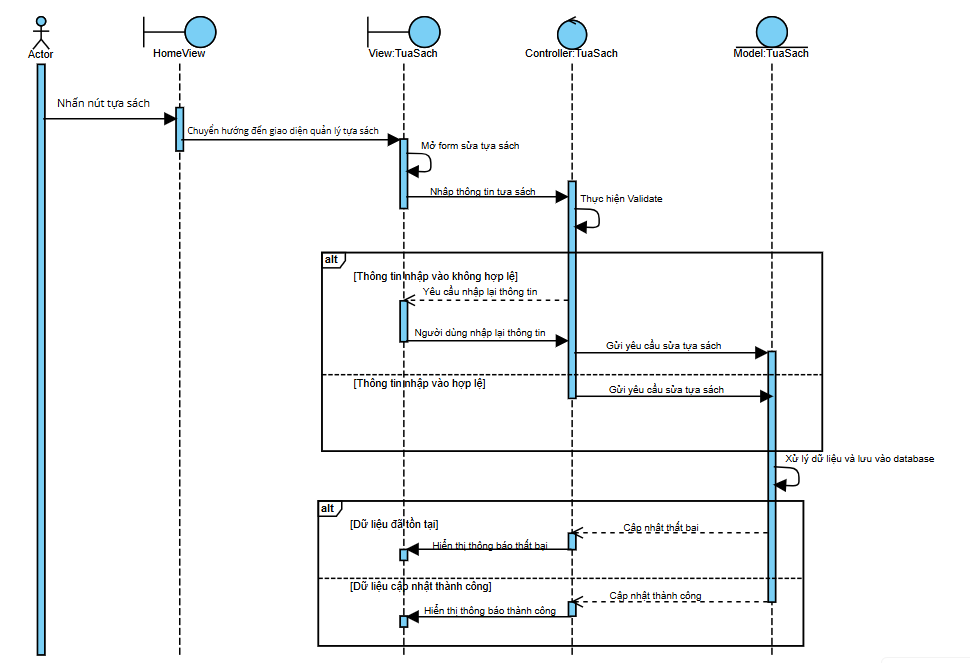 Actor
HomeView
View:TuaSach
Controller:TuaSach
Model:TuaSach
Nhấn nút tựa sách
Chuyển hướng đến giao diện quản lý tựa sách
Mở form sửa tựa sách
Nhập thông tin tựa sách
Thực hiện Validate
alt
[Thông tin nhập vào không hợp lệ]
Yêu cầu nhập lại thông tin
Người dùng nhập lại thông tin
Gửi yêu cầu sửa tựa sách
[Thông tin nhập vào hợp lệ]
Gửi yêu cầu sửa tựa sách
Xử lý dữ liệu và lưu vào database
alt
[Dữ liệu đã tồn tại]
Cập nhật thất bại
Hiển thị thông báo thất bại
[Dữ liệu cập nhật thành công]
Cập nhật thành công
Hiển thị thông báo thành công